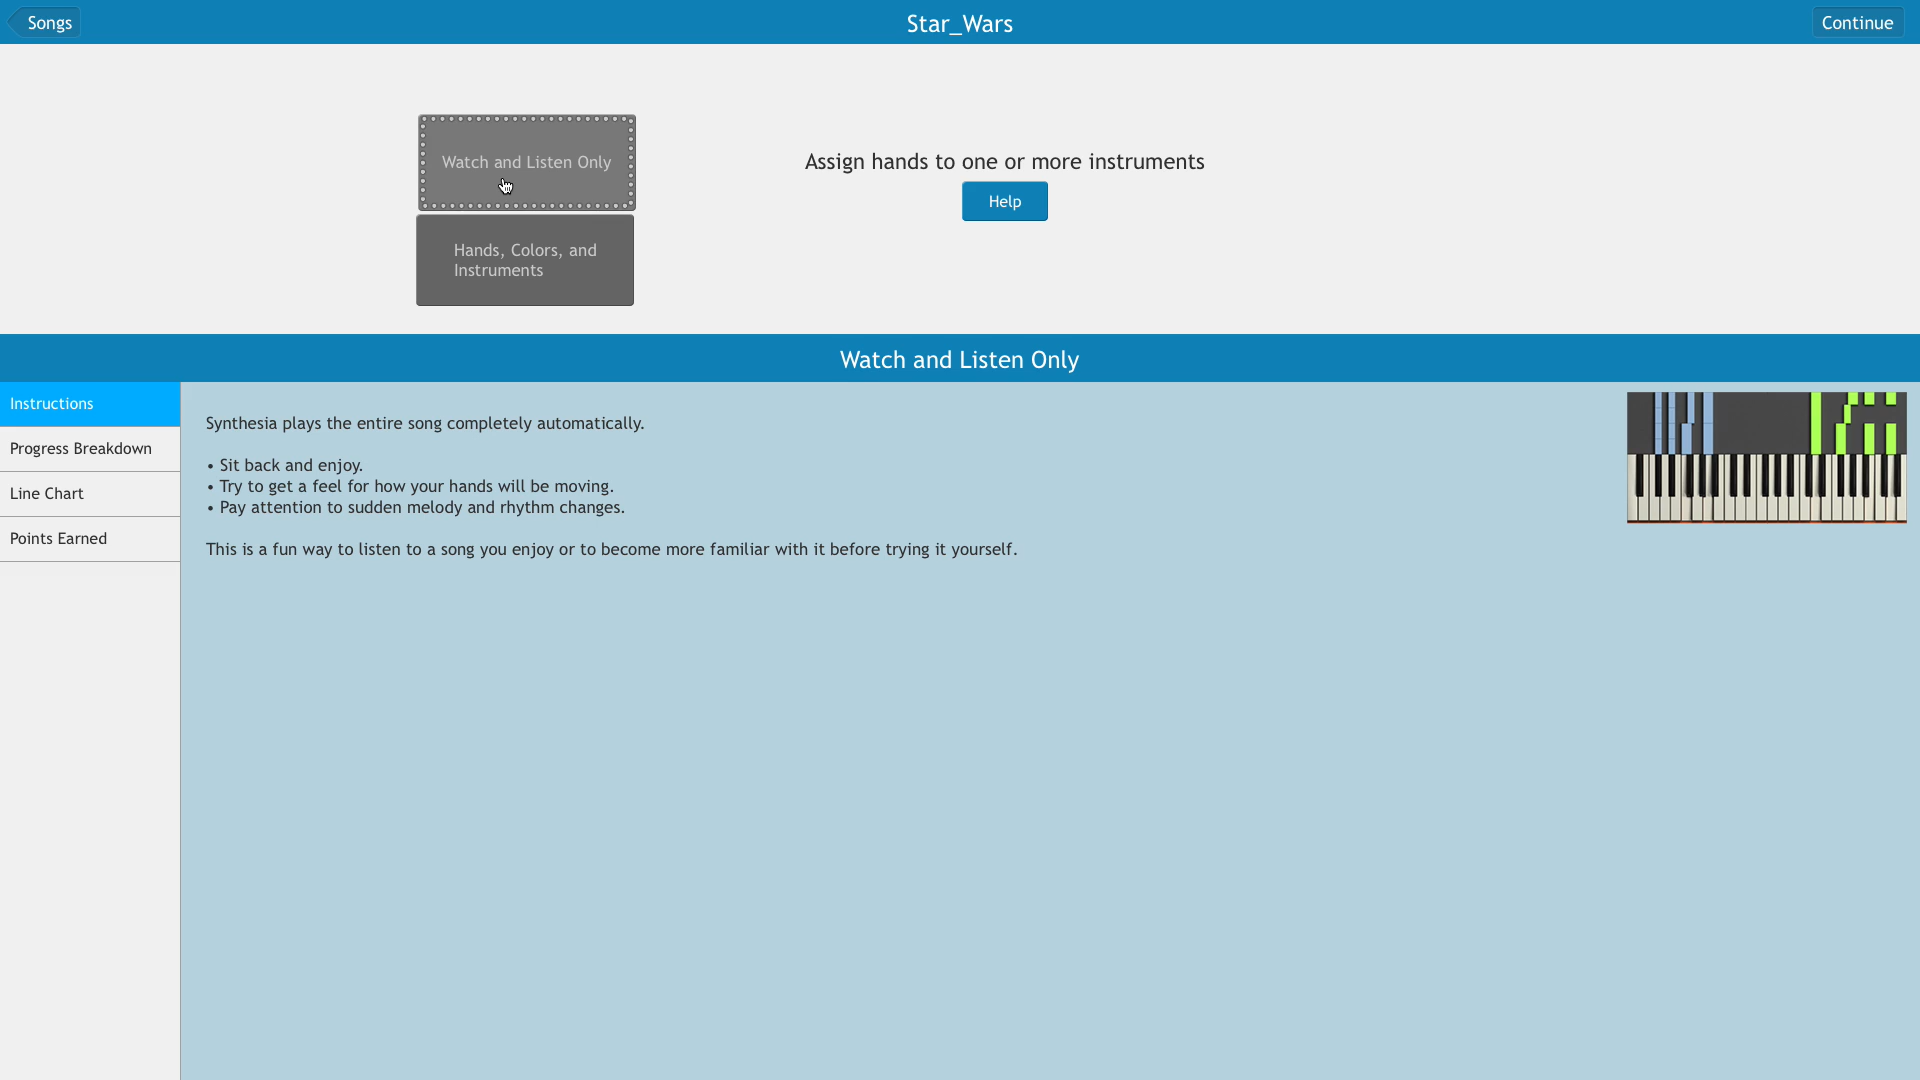 Songs
Star_Wars
Continue
Watch and Listen Only
Assign hands to one or more instruments
Help
Hands, Colors, and
Instruments
Watch and Listen Only
Instructions
Progress Breakdown
Line Chart
Points Earned
Synthesia plays the entire song completely automatically.
• Sit back and enjoy.
• Try to get a feel for how your hands will be moving.
• Pay attention to sudden melody and rhythm changes.
This is a fun way to listen to a song you enjoy or to become more familiar with it before trying it yourself.